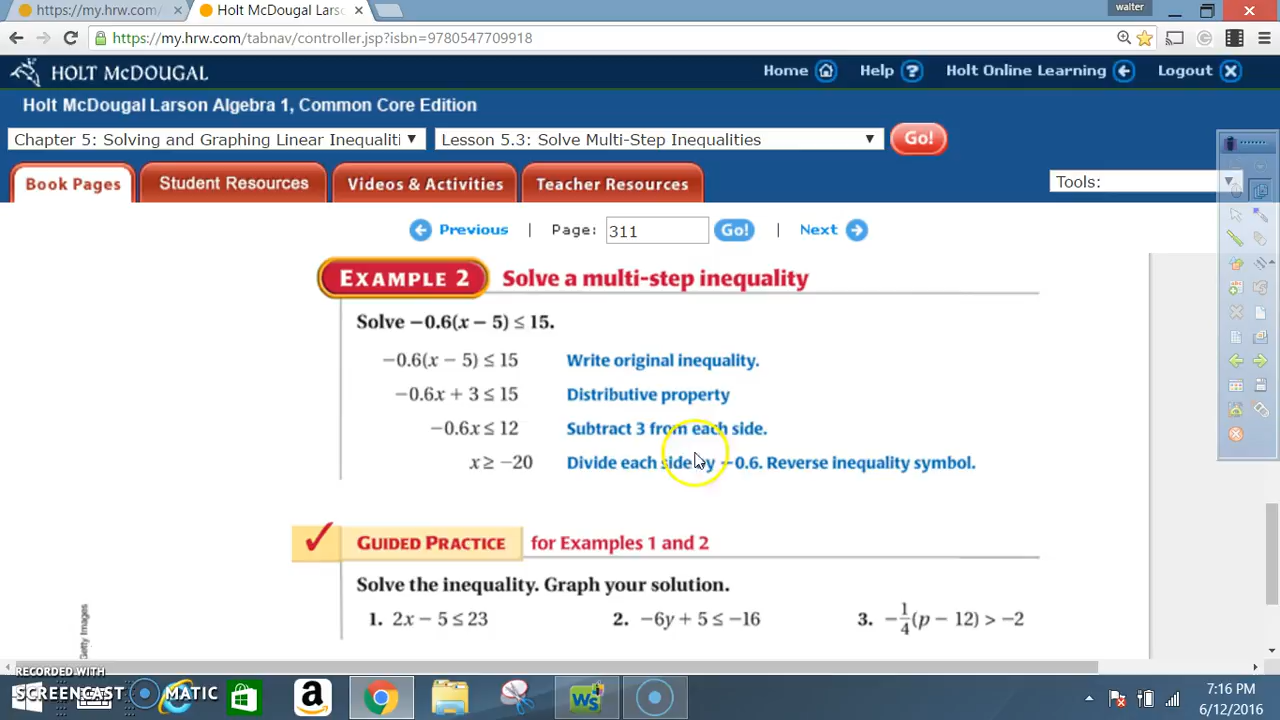 https://my.hrw.com/
Holt McDougal Lars
walter
https://my.hrw.com/tabnav/controller.jsp?isbn=9780547709918
HOLT MCDOUGAL
Home
Help ?
Holt Online Learning
Logout
Holt McDougal Larson Algebra 1, Common Core Edition
Chapter 5: Solving and Graphing Linear Inequaliti
Lesson 5.3: Solve Multi-Step Inequalities
Go!
Book Pages
Student Resources
Videos & Activities
Teacher Resources
Tools:
Previous | Page: 311 Go! | Next
EXAMPLE 2 Solve a multi-step inequality
Solve −0.6(x − 5) ≤ 15.
−0.6(x − 5) ≤ 15 Write original inequality.
−0.6x + 3 ≤ 15 Distributive property
−0.6x ≤ 12 Subtract 3 from each side.
x ≥ −20 Divide each side by −0.6. Reverse inequality symbol.
✓ GUIDED PRACTICE for Examples 1 and 2
Solve the inequality. Graph your solution.
1. 2x − 5 ≤ 23 2. −6y + 5 ≤ −16 3. −1/4(p − 12) > −2
Getty Images
RECORDED WITH
SCREENCAST MATIC
7:16 PM
6/12/2016